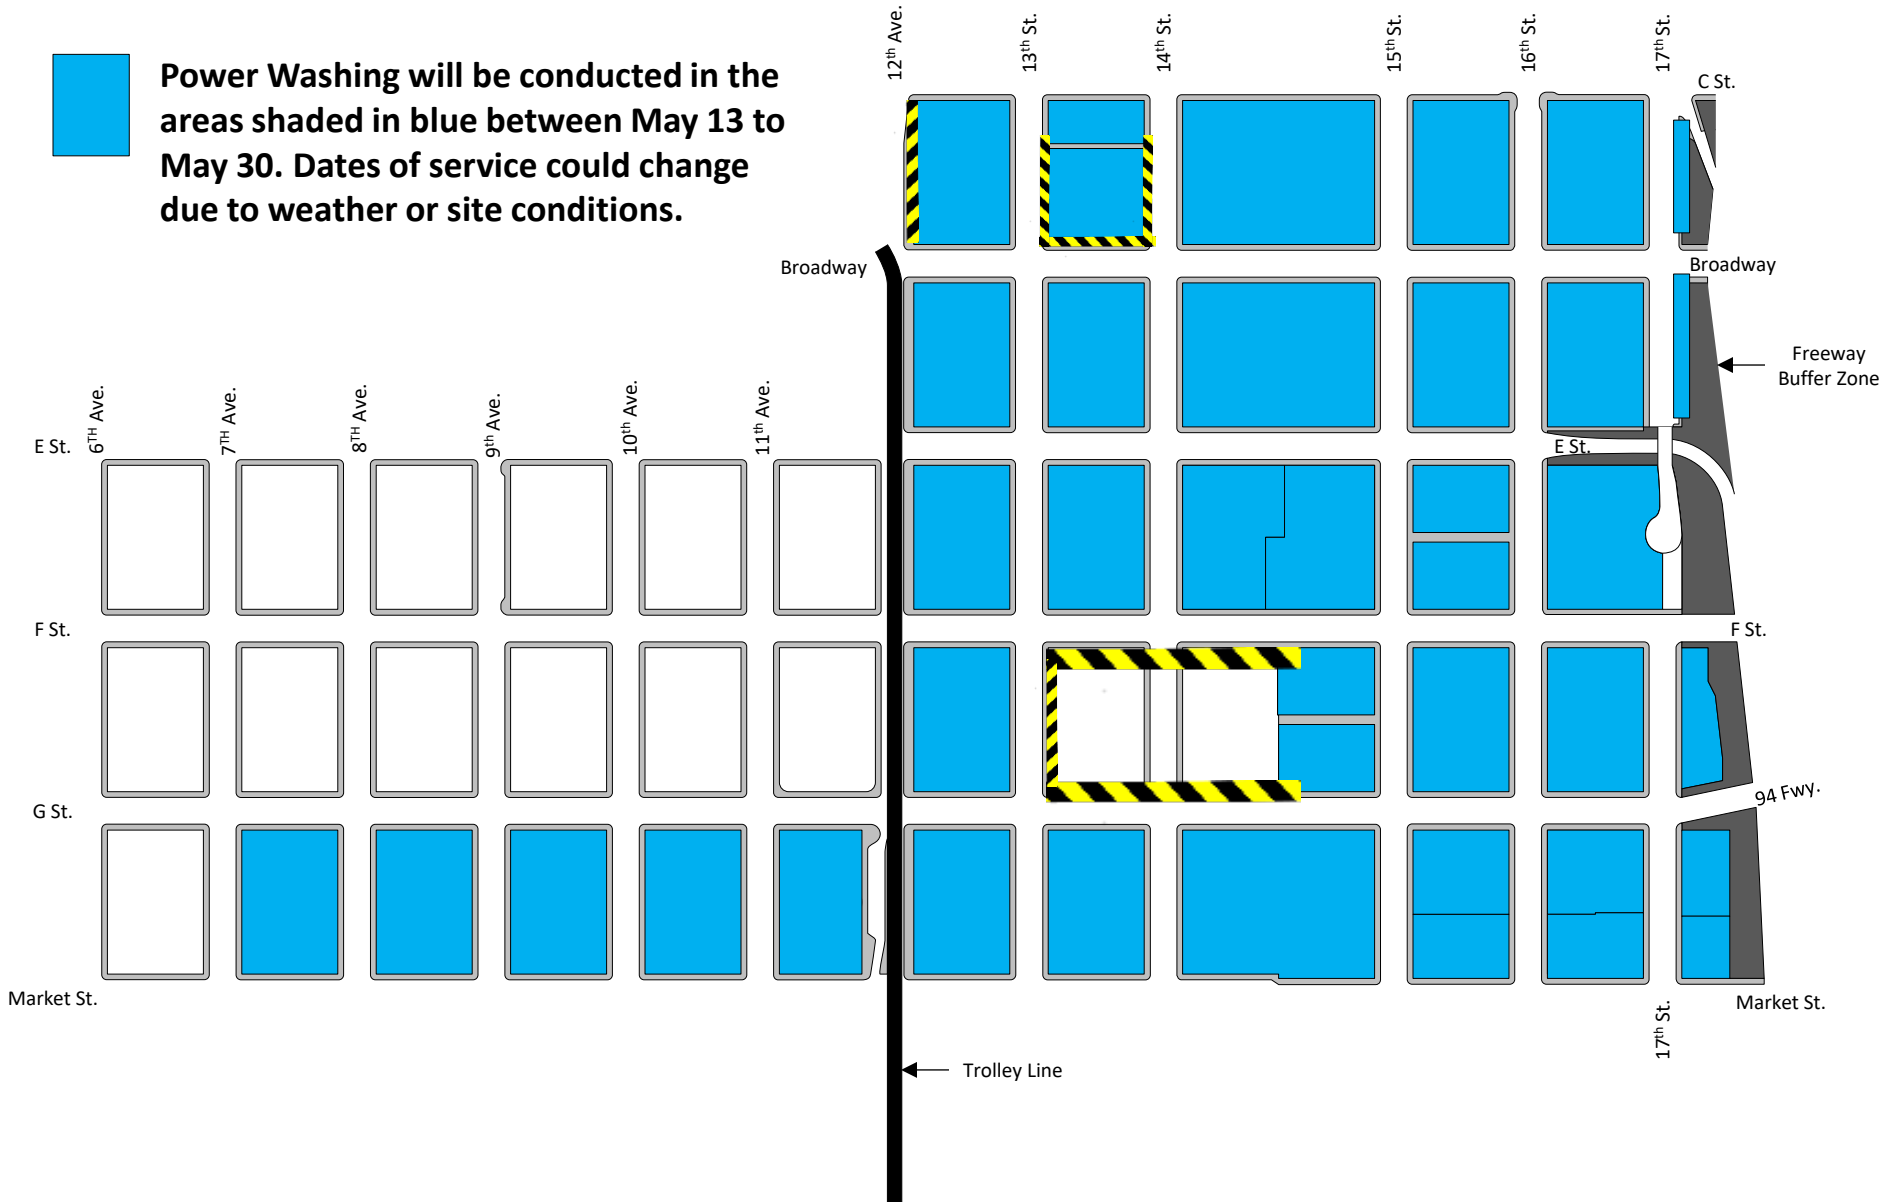 Power Washing will be conducted in the
areas shaded in blue between May 13 to
May 30. Dates of service could change
due to weather or site conditions.
12th Ave.
13th St.
14th St.
15th St.
16th St.
17th St.
C St.
Broadway
Broadway
Freeway
Buffer Zone
6TH Ave.
7TH Ave.
8TH Ave.
9th Ave.
10th Ave.
11th Ave.
E St.
E St.
F St.
F St.
G St.
94 Fwy.
Market St.
Market St.
17th St.
Trolley Line